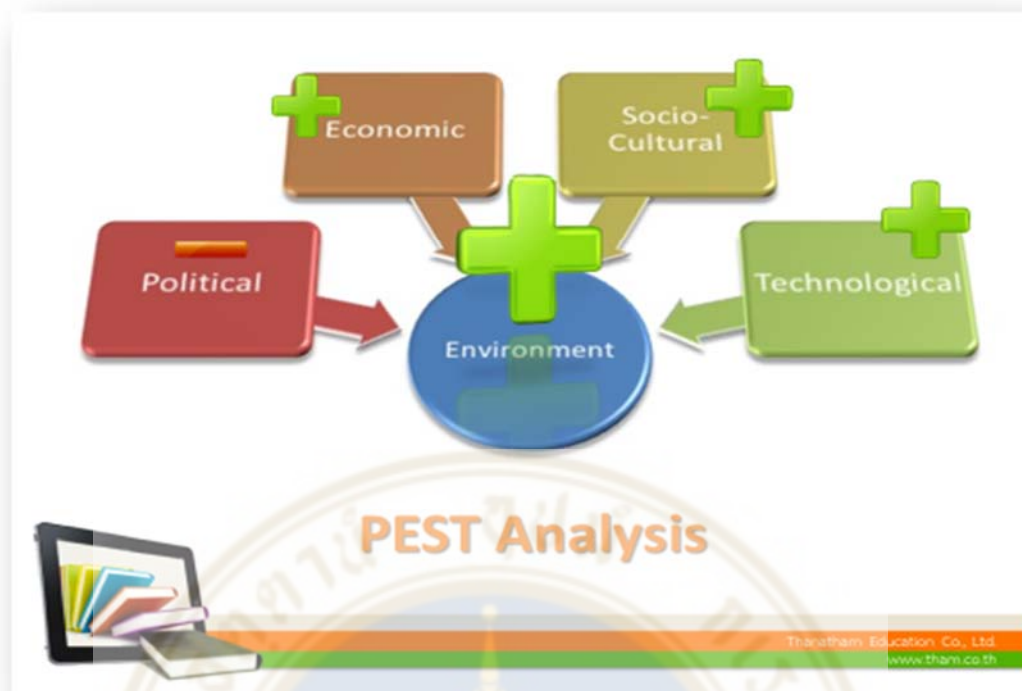 Economic
Socio-
Cultural
Political
Technological
Environment
PEST Analysis
Thanatham Education Co., Ltd.
www.tham.co.th